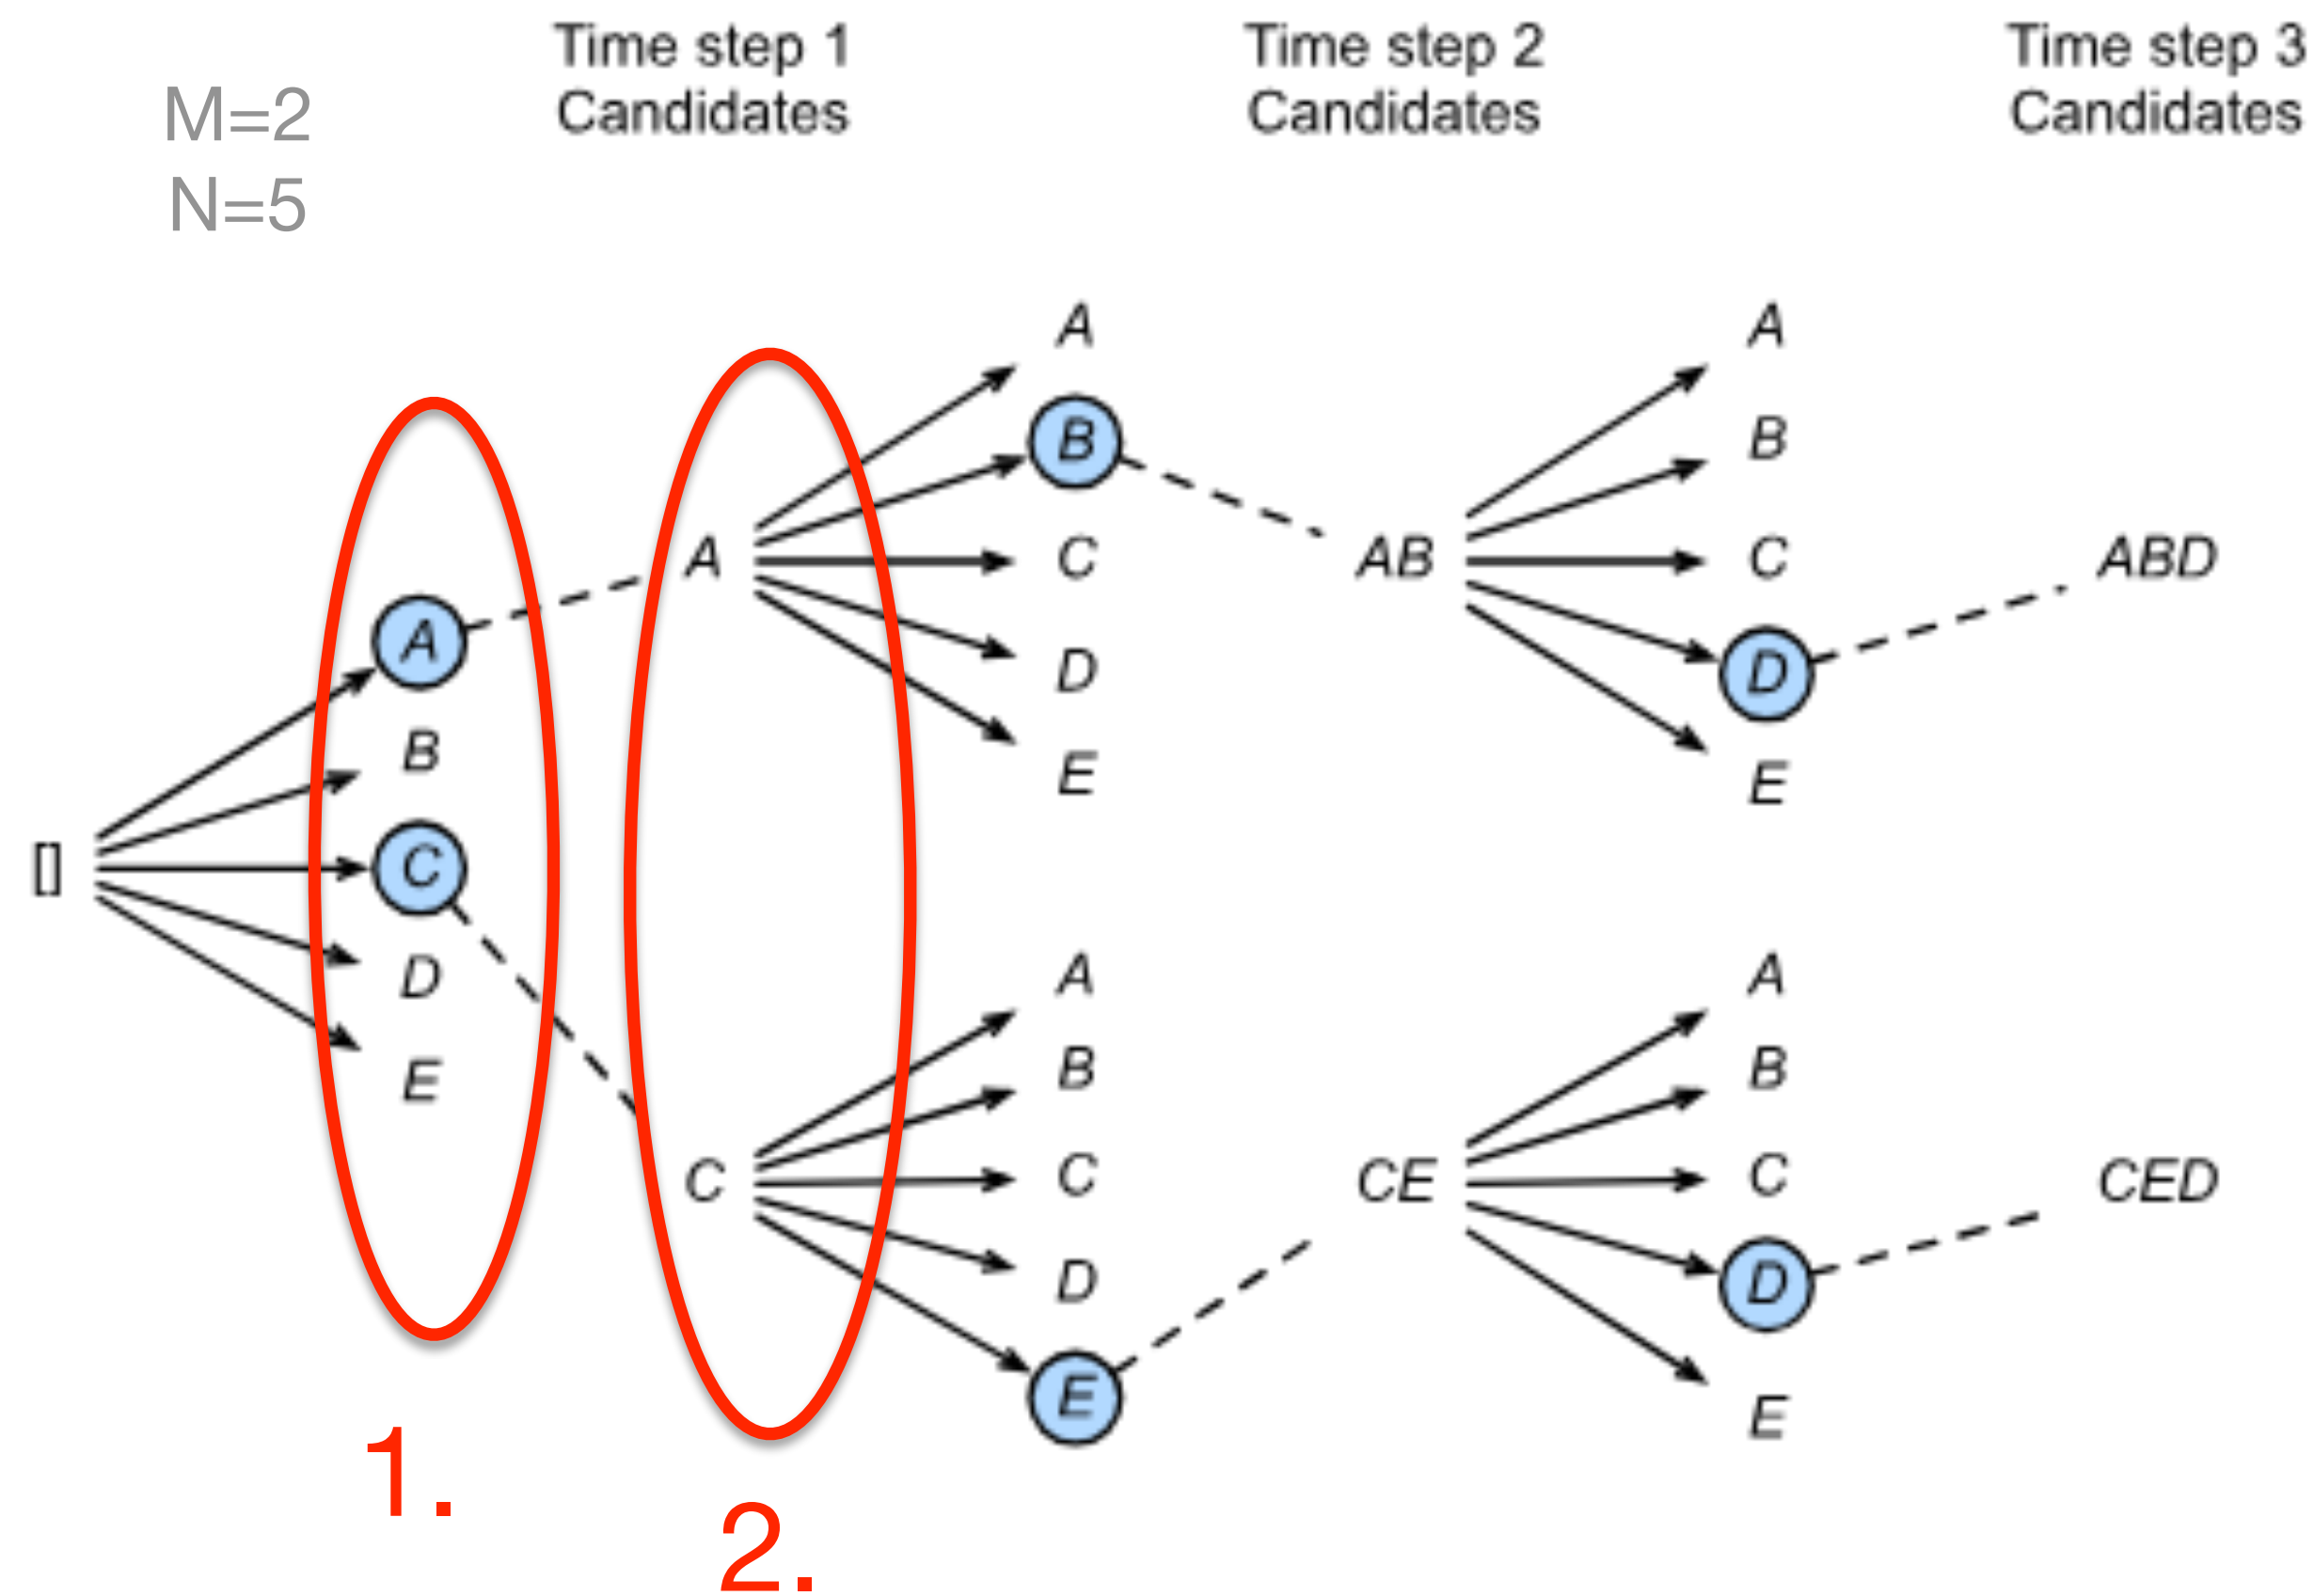 Time step 1
Candidates
Time step 2
Candidates
Time step 3
Candidates
M=2
N=5
[]
A
B
C
D
E
A
C
A
B
C
D
E
A
B
C
D
E
AB
CE
A
B
C
D
E
A
B
C
D
E
ABD
CED
1.
2.